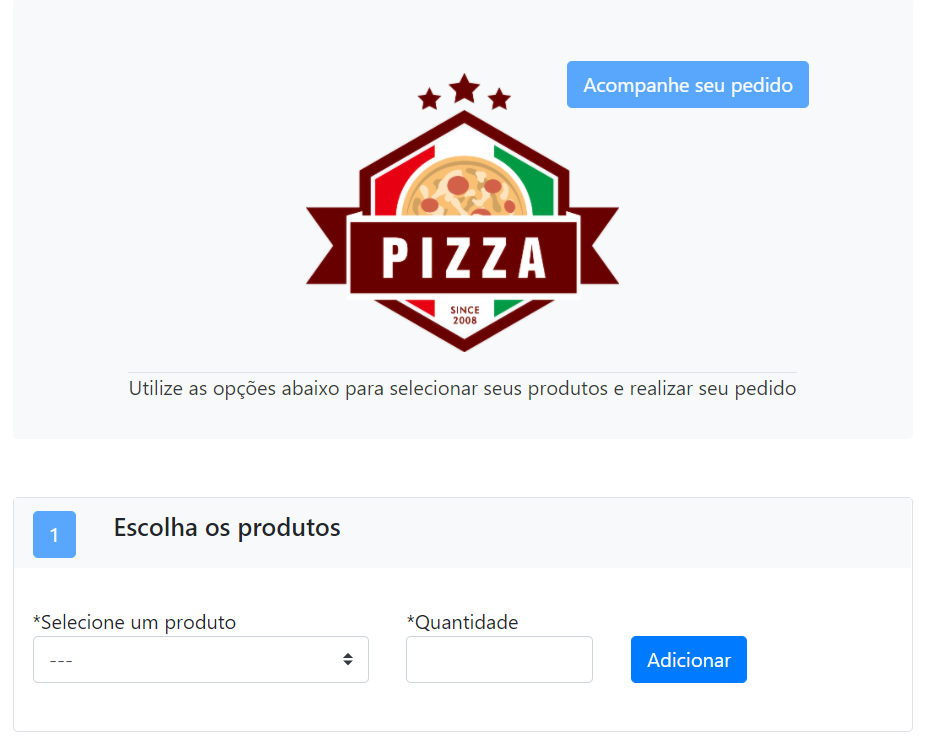 Acompanhe seu pedido
PIZZA
SINCE
2008
Utilize as opções abaixo para selecionar seus produtos e realizar seu pedido
1
Escolha os produtos
*Selecione um produto
*Quantidade
---
Adicionar